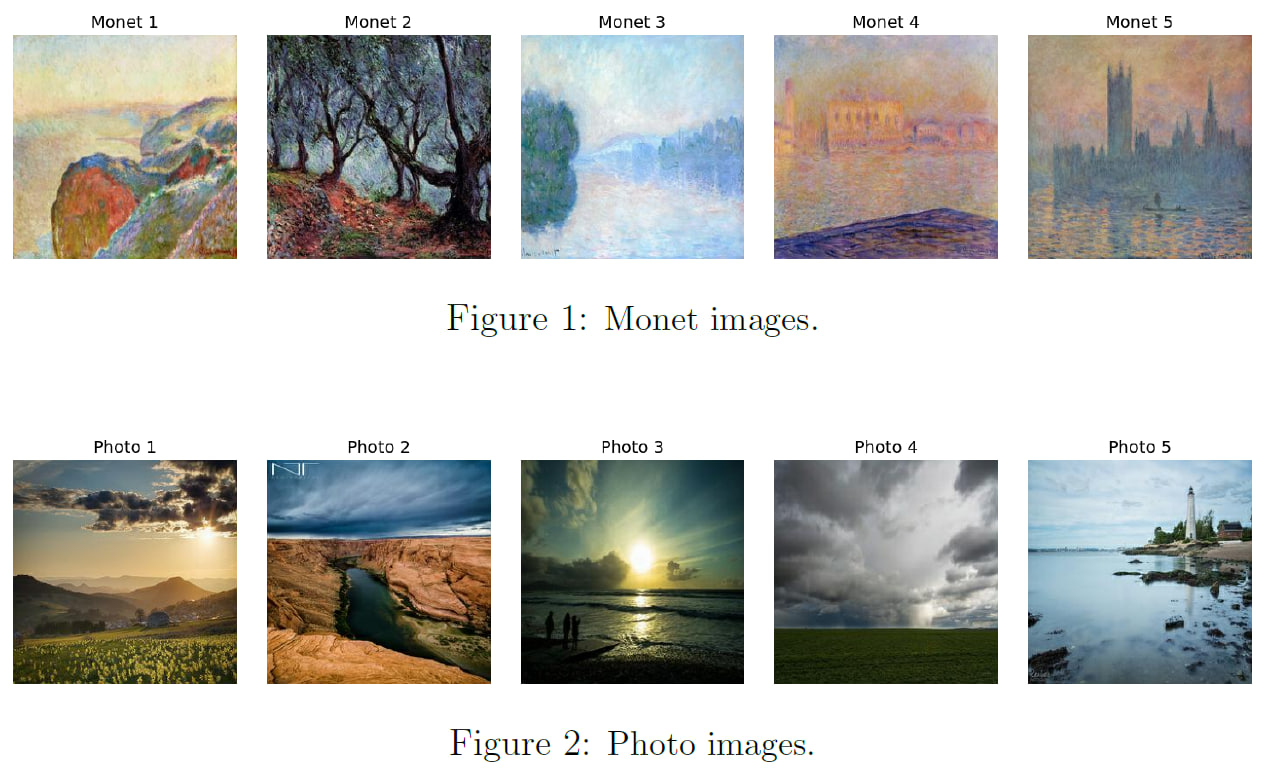 Monet 1
Monet 2
Monet 3
Monet 4
Monet 5
Figure 1: Monet images.
Photo 1
Photo 2
Photo 3
Photo 4
Photo 5
NT
Figure 2: Photo images.